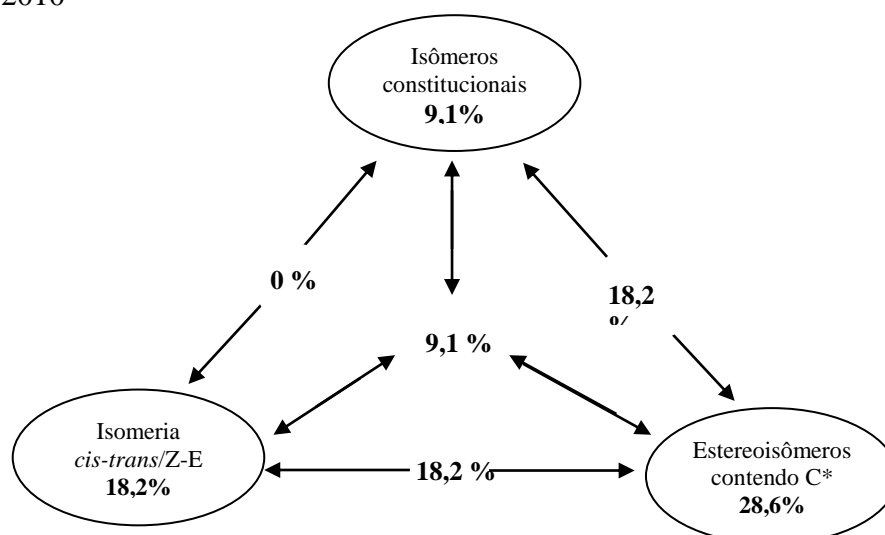 2010
Isômeros
constitucionais
9,1%
0 %
18,2
%
9,1 %
Isomeria
cis-trans/Z-E
18,2%
18,2 %
Estereoisômeros
contendo C*
28,6%